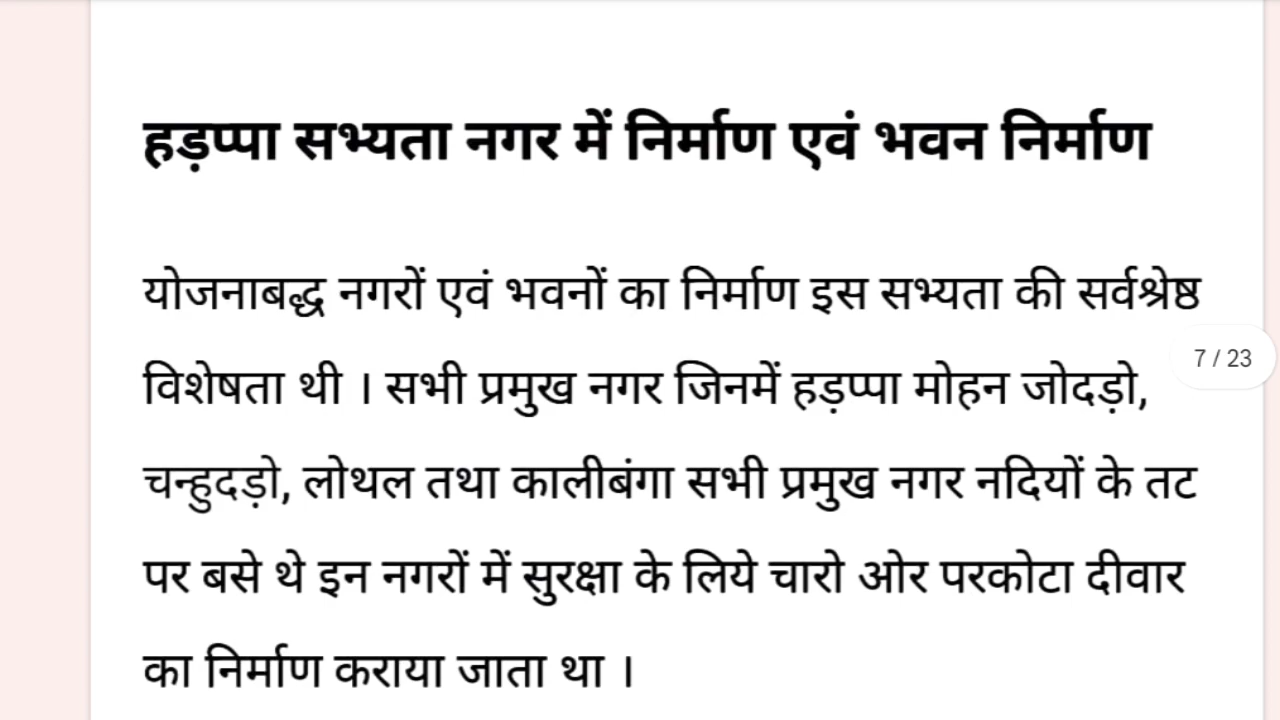 हड़प्पा सभ्यता नगर में निर्माण एवं भवन निर्माण
योजनाबद्ध नगरों एवं भवनों का निर्माण इस सभ्यता की सर्वश्रेष्ठ
विशेषता थी । सभी प्रमुख नगर जिनमें हड़प्पा मोहन जोदड़ो,
7 / 23
चन्हुदड़ो, लोथल तथा कालीबंगा सभी प्रमुख नगर नदियों के तट
पर बसे थे इन नगरों में सुरक्षा के लिये चारो ओर परकोटा दीवार
का निर्माण कराया जाता था ।